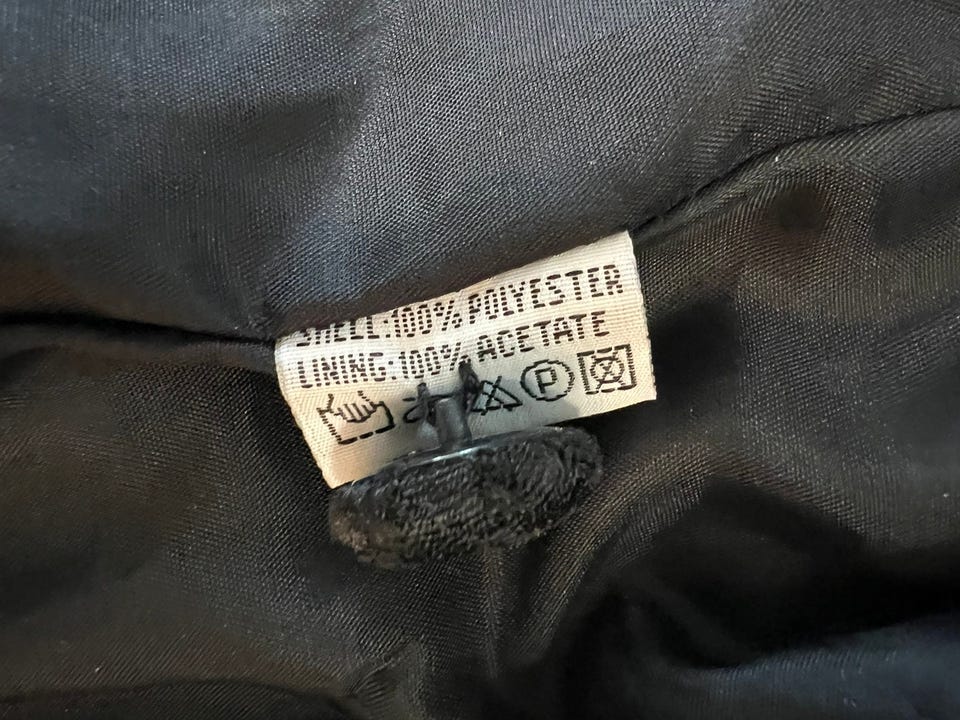 SHELL:100% POLYESTER
LINING:100% ACETATE
P